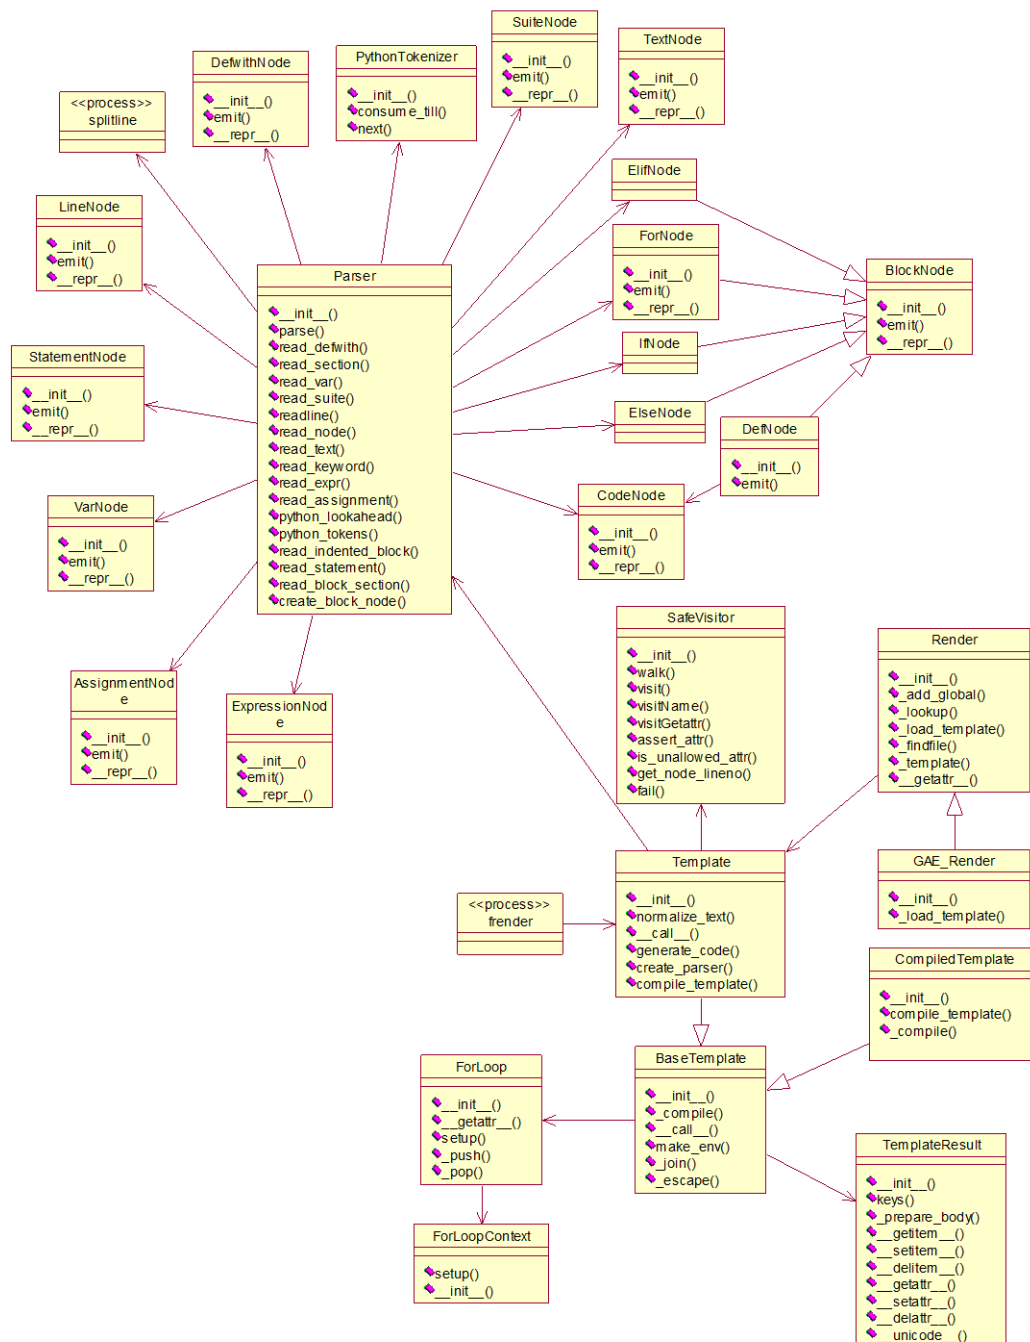 SuiteNode
__init__()
emit()
__repr__()
TextNode
__init__()
emit()
__repr__()
DefwithNode
__init__()
emit()
__repr__()
PythonTokenizer
__init__()
consume_till()
next()
<<process>>
splitline
ElifNode
LineNode
__init__()
emit()
__repr__()
ForNode
__init__()
emit()
__repr__()
BlockNode
__init__()
emit()
__repr__()
Parser
__init__()
parse()
read_defwith()
read_section()
read_var()
read_suite()
readline()
read_node()
read_text()
read_keyword()
read_expr()
read_assignment()
python_lookahead()
python_tokens()
read_indented_block()
read_statement()
read_block_section()
create_block_node()
IfNode
StatementNode
__init__()
emit()
__repr__()
ElseNode
DefNode
__init__()
emit()
CodeNode
__init__()
emit()
__repr__()
VarNode
__init__()
emit()
__repr__()
SafeVisitor
__init__()
walk()
visit()
visitName()
visitGetattr()
assert_attr()
is_unallowed_attr()
get_node_lineno()
fail()
Render
__init__()
_add_global()
_lookup()
_load_template()
_findfile()
_template()
__getattr__()
AssignmentNod
e
__init__()
emit()
__repr__()
ExpressionNod
e
__init__()
emit()
__repr__()
Template
__init__()
normalize_text()
__call__()
generate_code()
create_parser()
compile_template()
GAE_Render
__init__()
_load_template()
<<process>>
frender
CompiledTemplate
__init__()
compile_template()
_compile()
BaseTemplate
__init__()
_compile()
__call__()
make_env()
_join()
_escape()
ForLoop
__init__()
__getattr__()
setup()
_push()
_pop()
TemplateResult
__init__()
keys()
_prepare_body()
__getitem__()
__setitem__()
__delitem__()
__getattr__()
__setattr__()
__delattr__()
__unicode__()
ForLoopContext
setup()
__init__()